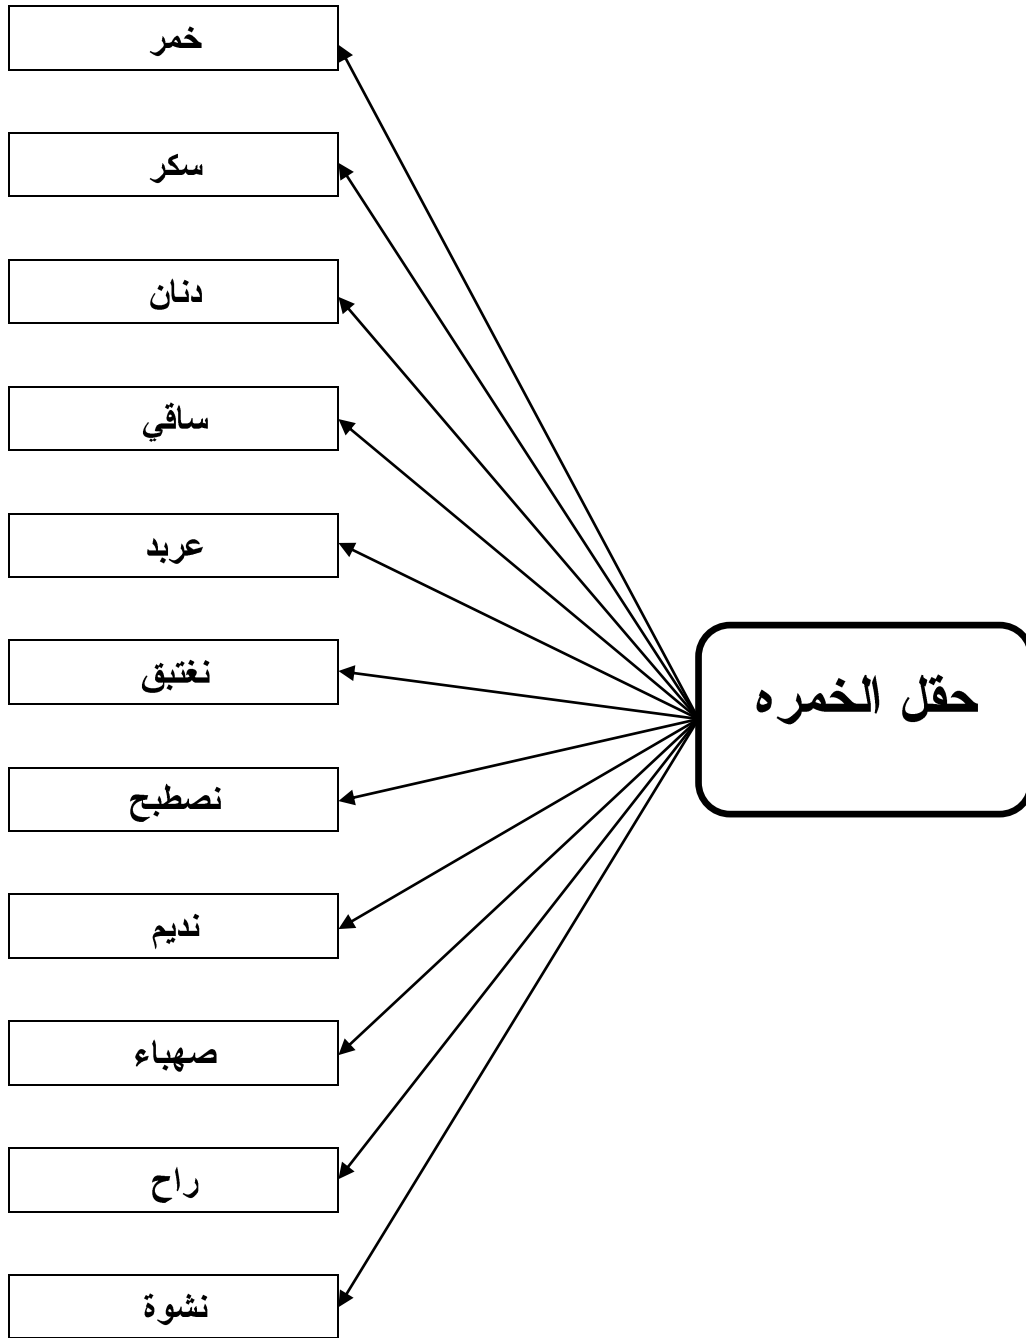 حقل الخمره
خمر
سكر
دنان
ساقي
عربد
نغتبق
نصطبح
نديم
صهباء
راح
نشوة